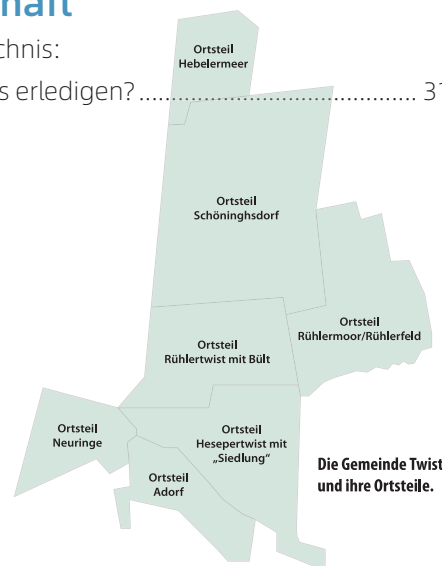 haft
chnis:
s erledigen? ........................................ 31
Ortsteil
Hebelermeer
Ortsteil
Schöninghsdorf
Ortsteil
Rühlermoor/Rühlerfeld
Ortsteil
Rühlertwist mit Bült
Ortsteil
Neuringe
Ortsteil
Hesepertwist mit
„Siedlung“
Ortsteil
Adorf
Die Gemeinde Twist
und ihre Ortsteile.